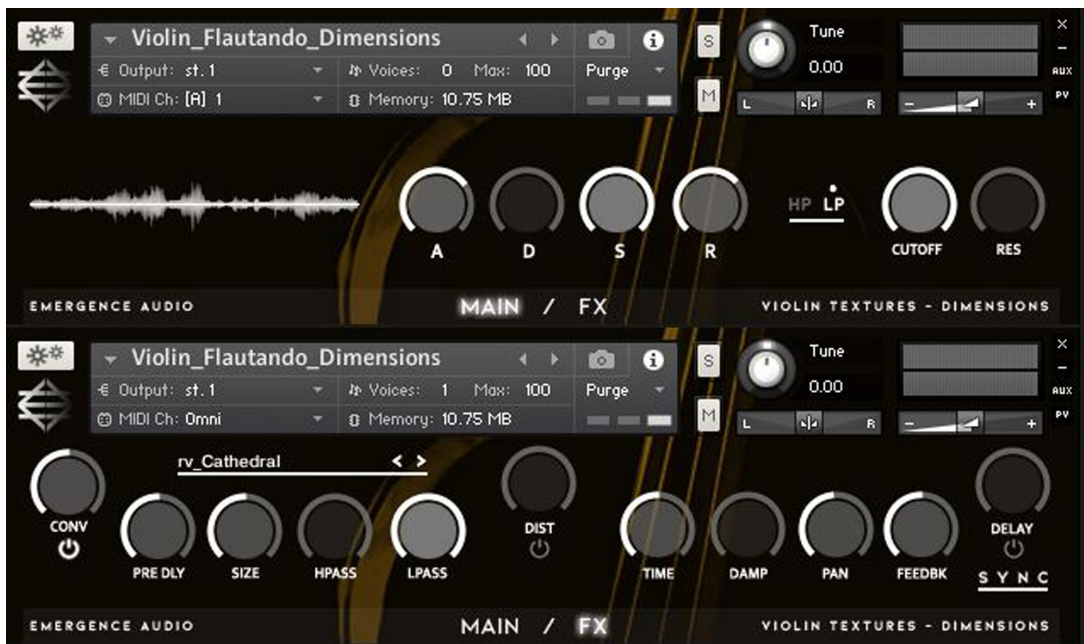 Violin_Flautando_Dimensions i S Tune X
Output: st.1 Voices: 0 Max: 100 Purge 0.00 AUX
MIDI Ch: [A] 1 Memory: 10.75 MB M L R - + PV
HP LP
A D S R CUTOFF RES
EMERGENCE AUDIO MAIN / FX VIOLIN TEXTURES - DIMENSIONS
Violin_Flautando_Dimensions i S Tune X
Output: st.1 Voices: 1 Max: 100 Purge 0.00 AUX
MIDI Ch: Omni Memory: 10.75 MB M L R - + PV
rv_Cathedral < >
CONV DIST DELAY
PRE DLY SIZE HPASS LPASS TIME DAMP PAN FEEDBK SYNC
EMERGENCE AUDIO MAIN / FX VIOLIN TEXTURES - DIMENSIONS